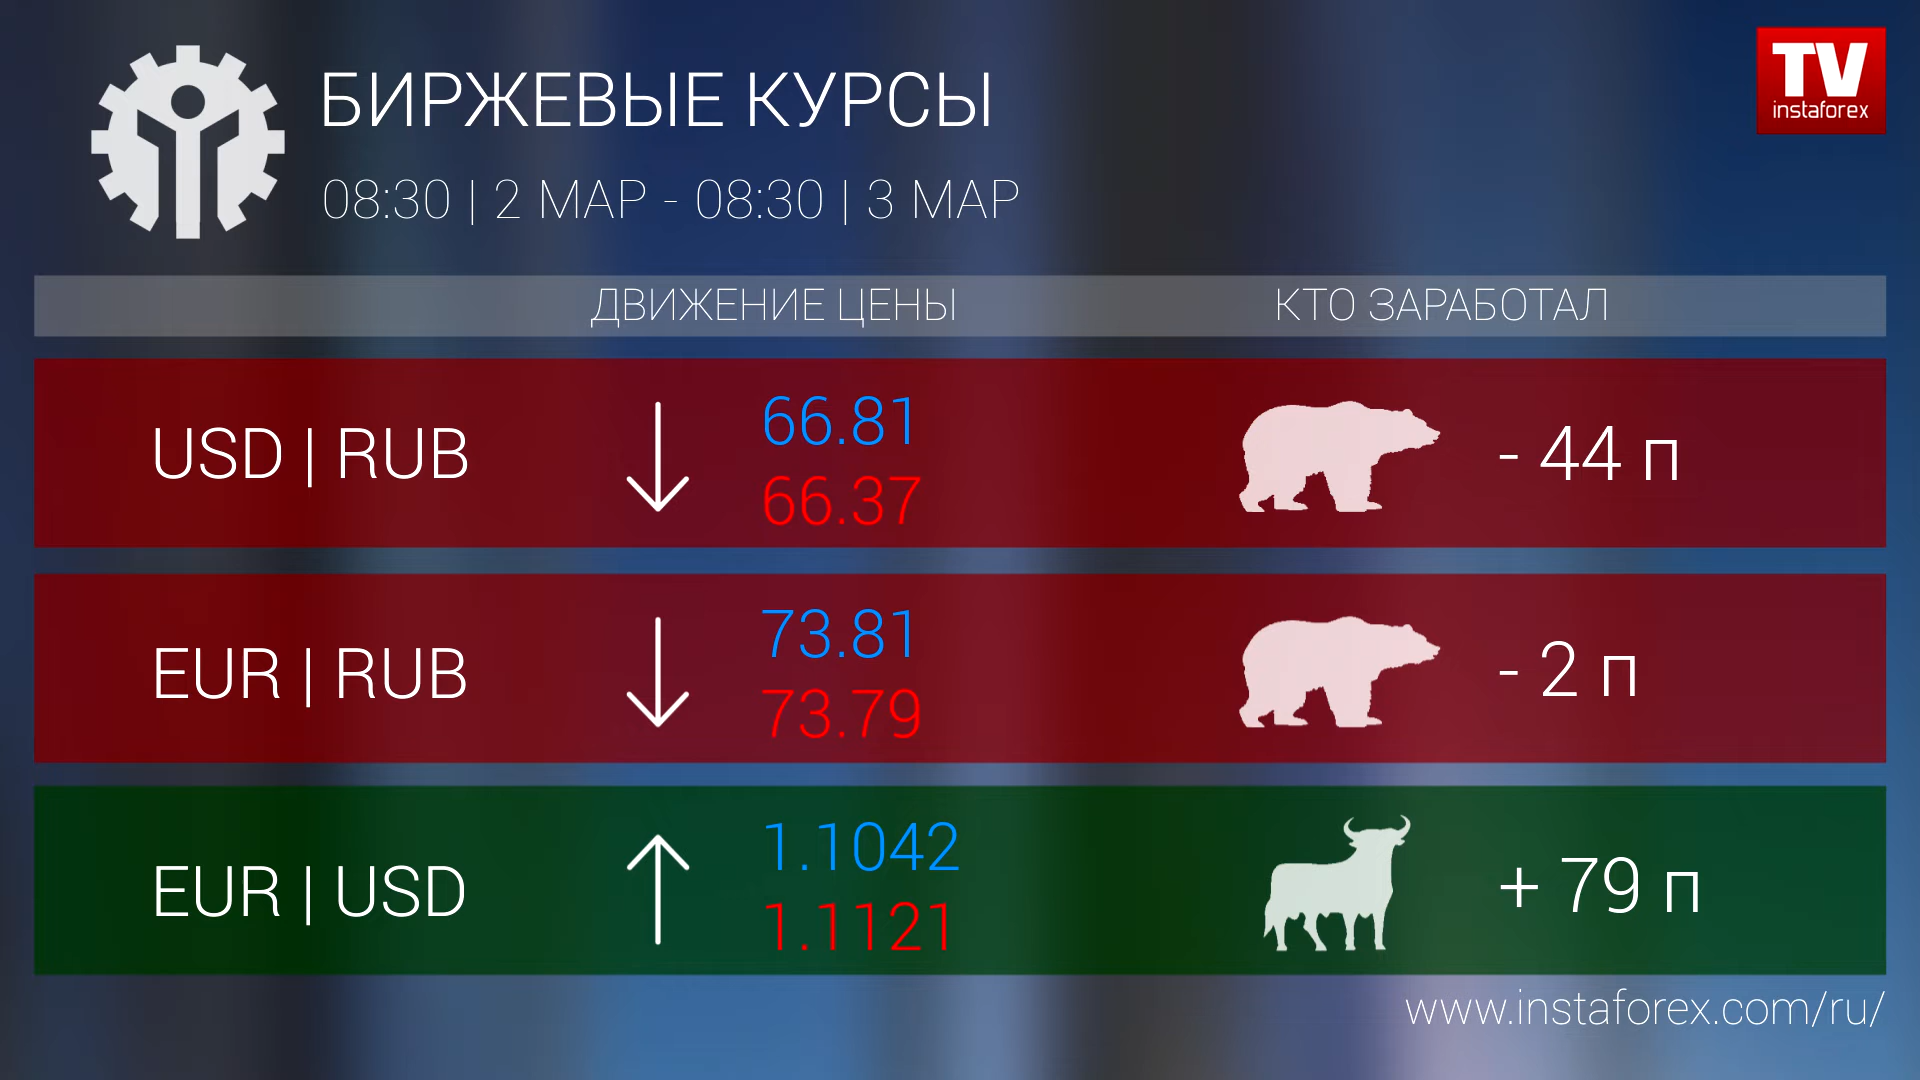 БИРЖЕВЫЕ КУРСЫ
TV
instaforex
08:30 | 2 МАР - 08:30 | 3 МАР
ДВИЖЕНИЕ ЦЕНЫ КТО ЗАРАБОТАЛ
USD | RUB
66.81
66.37
- 44 п
EUR | RUB
73.81
73.79
- 2 п
EUR | USD
1.1042
1.1121
+ 79 п
www.instaforex.com/ru/